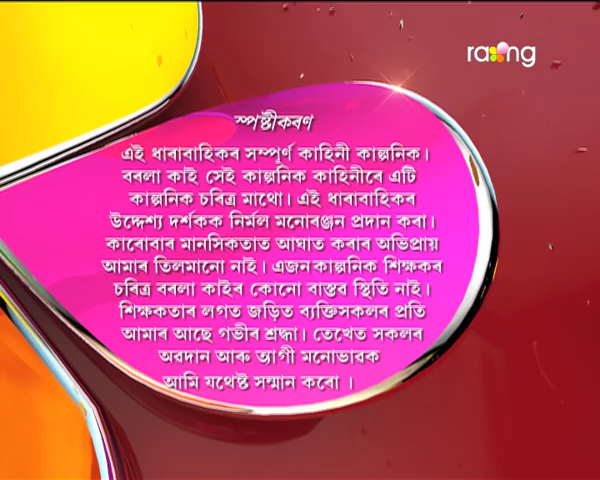 rang
স্পষ্টীকৰণ
এই ধাৰাবাহিকৰ সম্পূৰ্ণ কাহিনী কাল্পনিক।
বৰলা কাই সেই কাল্পনিক কাহিনীৰে এটি
কাল্পনিক চৰিত্ৰ মাথো। এই ধাৰাবাহিকৰ
উদ্দেশ্য দৰ্শকক নিৰ্মল মনোৰঞ্জন প্ৰদান কৰা।
কাৰোবাৰ মানসিকতাত আঘাত কৰাৰ অভিপ্ৰায়
আমাৰ তিলমানো নাই। এজন কাল্পনিক শিক্ষকৰ
চৰিত্ৰ বৰলা কাইৰ কোনো বাস্তৱ স্থিতি নাই।
শিক্ষকতাৰ লগত জড়িত ব্যক্তিসকলৰ প্ৰতি
আমাৰ আছে গভীৰ শ্ৰদ্ধা। তেখেত সকলৰ
অৱদান আৰু ত্যাগী মনোভাৱক
আমি যথেষ্ট সন্মান কৰো ।